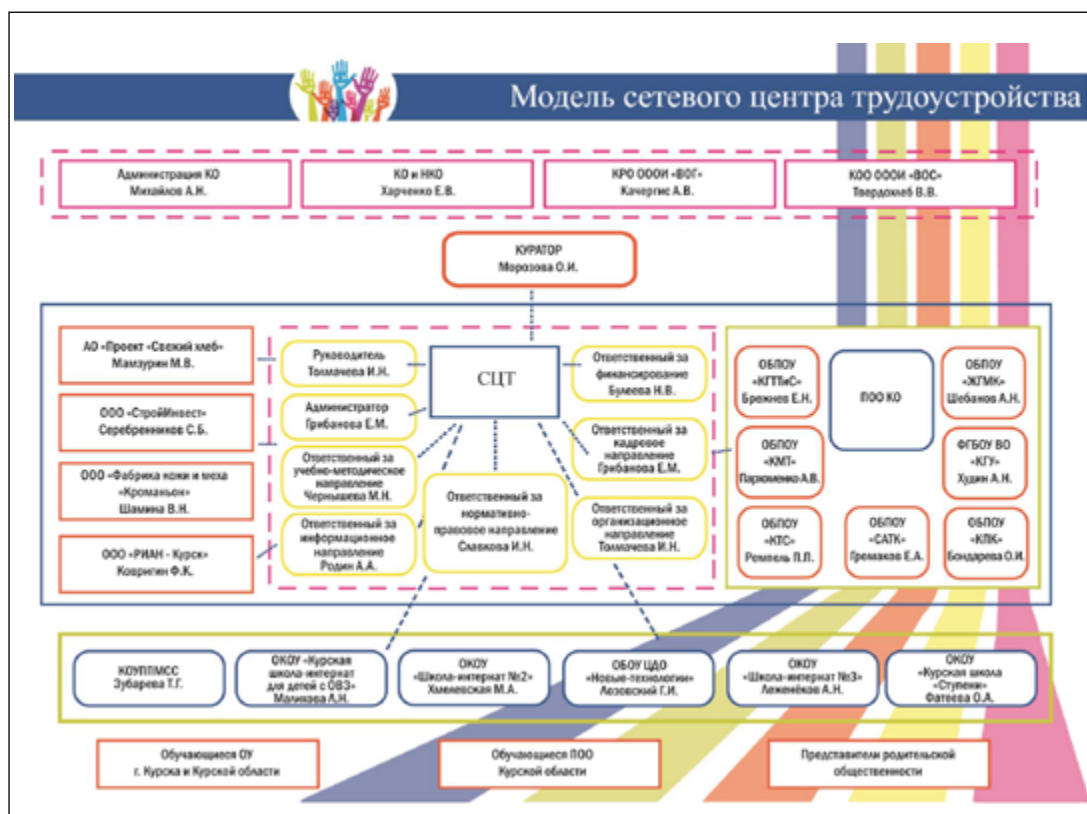 Модель сетевого центра трудоустройства
Администрация КО
Михайлов А.Н.
КО и НКО
Харченко Е.В.
КРО ОООИ «ВОГ»
Качергис А.В.
КОО ОООИ «ВОС»
Твердохлеб В.В.
КУРАТОР
Морозова О.И.
АО «Проект «Свежий хлеб»
Мамзурин М.В.
ООО «СтройИнвест»
Серебренников С.Б.
ООО «Фабрика кожи и меха
«Кроманьон»
Шамина В.Н.
ООО «РИАН - Курск»
Ковригин Ф.К.
Руководитель
Толмачева И.Н.
Администратор
Грибанова Е.М.
Ответственный за
учебно-методическое
направление
Чернышева М.Н.
Ответственный за
информационное
направление
Родин А.А.
СЦТ
Ответственный за
нормативно-
правовое направление
Славкова И.Н.
Ответственный за
финансирование
Булеева Н.В.
Ответственный за
кадровое
направление
Грибанова Е.М.
Ответственный за
организационное
направление
Толмачева И.Н.
ОБПОУ
«КГТТиС»
Брежнев Е.Н.
ПОО КО
ОБПОУ
«ЖГМК»
Шебанов А.Н.
ОБПОУ
«КМТ»
Пархоменко А.В.
ФГБОУ ВО
«КГУ»
Худин А.Н.
ОБПОУ
«КТС»
Ремпель П.П.
ОБПОУ
«САТК»
Громаков Е.А.
ОБПОУ
«КПК»
Бондарева О.И.
КОУППМСС
Зубарева Т.Г.
ОКОУ «Курская
школа-интернат
для детей с ОВЗ»
Маликова Л.Н.
ОКОУ
«Школа-интернат №2»
Хмелевская М.А.
ОБОУ ЦДО
«Новые-технологии»
Лозовский Г.И.
ОКОУ
«Школа-интернат №3»
Леженёков А.Н.
ОКОУ
«Курская школа
«Ступени»
Фатеева О.А.
Обучающиеся ОУ
г. Курска и Курской области
Обучающиеся ПОО
Курской области
Представители родительской
общественности